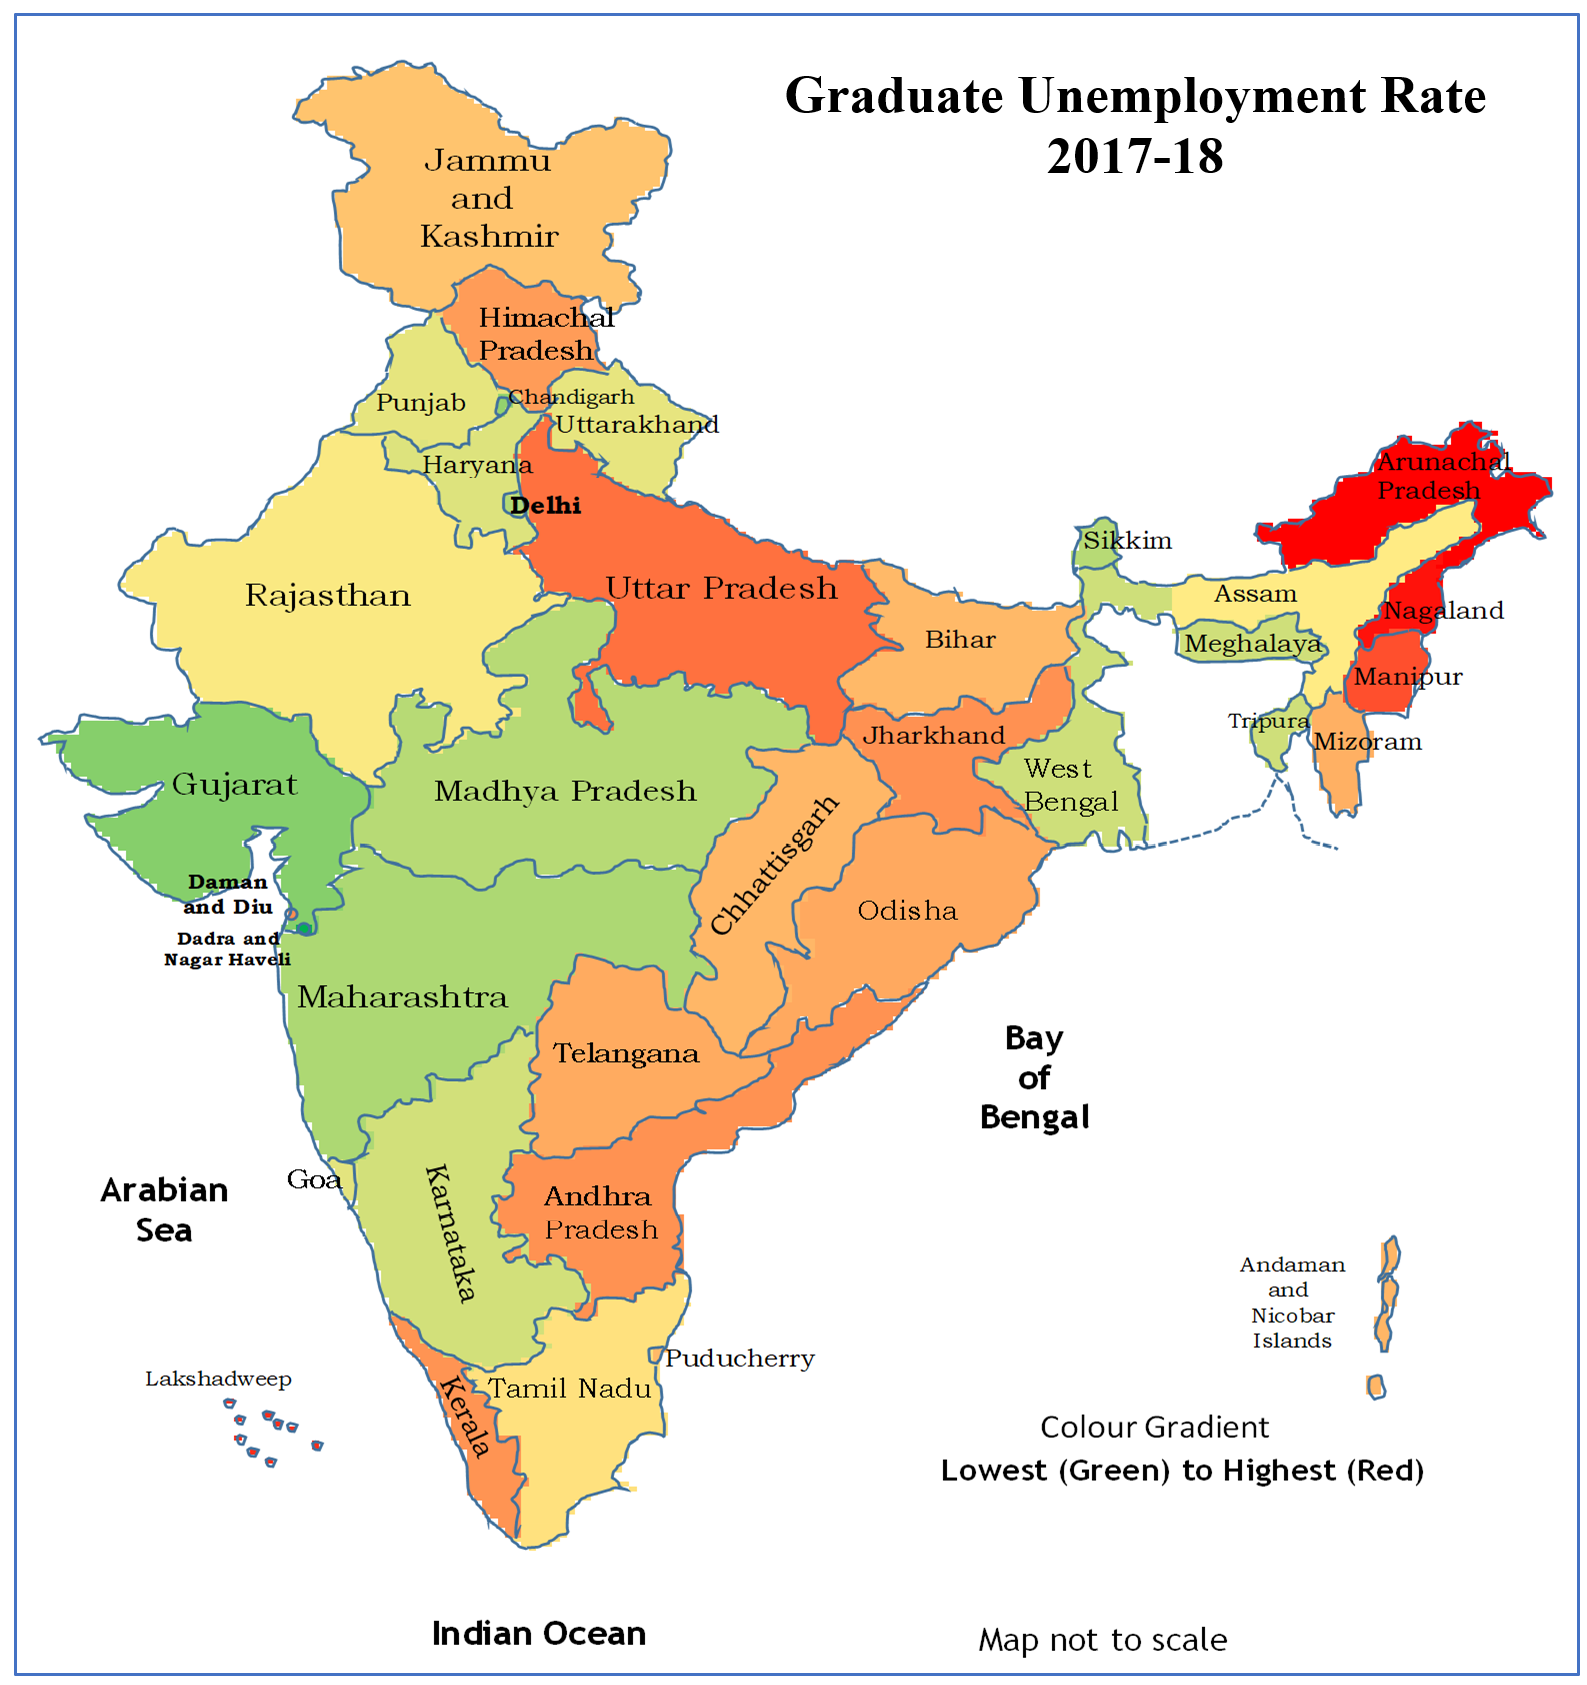 Graduate Unemployment Rate
2017-18
Jammu
and
Kashmir
Himachal
Pradesh
Chandigarh
Punjab
Uttarakhand
Haryana
Delhi
Arunachal
Pradesh
Sikkim
Rajasthan
Uttar Pradesh
Assam
Nagaland
Bihar
Meghalaya
Manipur
Tripura
Jharkhand
Mizoram
Gujarat
Madhya Pradesh
West
Bengal
Chhattisgarh
Daman
and Diu
Odisha
Dadra and
Nagar Haveli
Maharashtra
Telangana
Bay
of
Bengal
Goa
Arabian
Sea
Karnataka
Andhra
Pradesh
Andaman
and
Nicobar
Islands
Puducherry
Lakshadweep
Tamil Nadu
Kerala
Colour Gradient
Lowest (Green) to Highest (Red)
Indian Ocean
Map not to scale